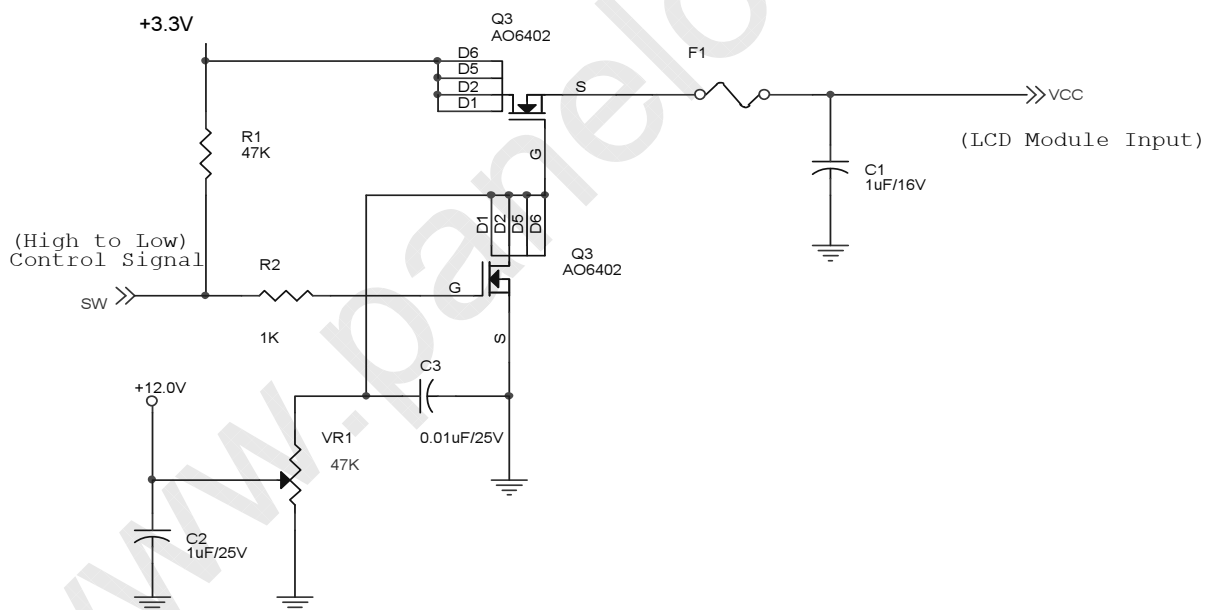 +3.3V
Q3
AO6402
D6
D5
D2
D1
S
G
F1
VCC
(LCD Module Input)
R1
47K
C1
1uF/16V
D1
D2
D5
D6
Q3
AO6402
(High to Low)
Control Signal
SW
R2
1K
G
S
C3
0.01uF/25V
+12.0V
VR1
47K
C2
1uF/25V
www.panelo